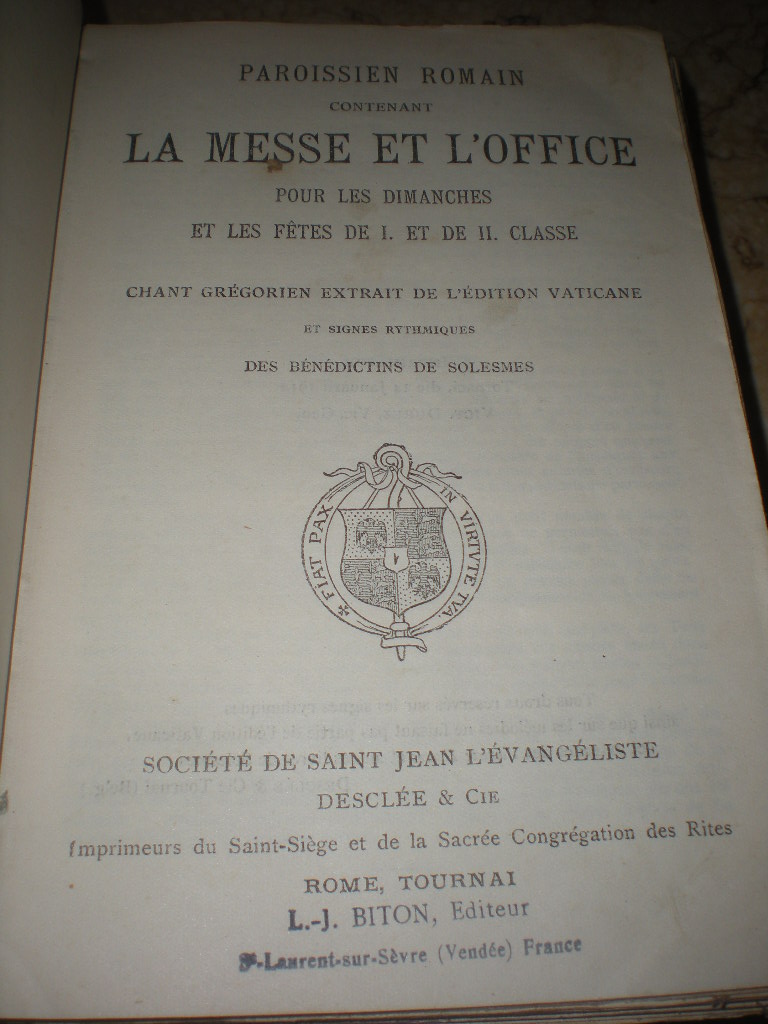 PAROISSIEN ROMAIN
CONTENANT
LA MESSE ET L'OFFICE
POUR LES DIMANCHES
ET LES FÊTES DE I. ET DE II. CLASSE
CHANT GRÉGORIEN EXTRAIT DE L'ÉDITION VATICANE
ET SIGNES RYTHMIQUES
DES BÉNÉDICTINS DE SOLESMES
FIAT PAX IN VIRTVTE TVA.
SOCIÉTÉ DE SAINT JEAN L'ÉVANGÉLISTE
DESCLÉE & CIE
Imprimeurs du Saint-Siège et de la Sacrée Congrégation des Rites
ROME, TOURNAI
L.-J. BITON, Editeur
St-Laurent-sur-Sèvre (Vendée) France